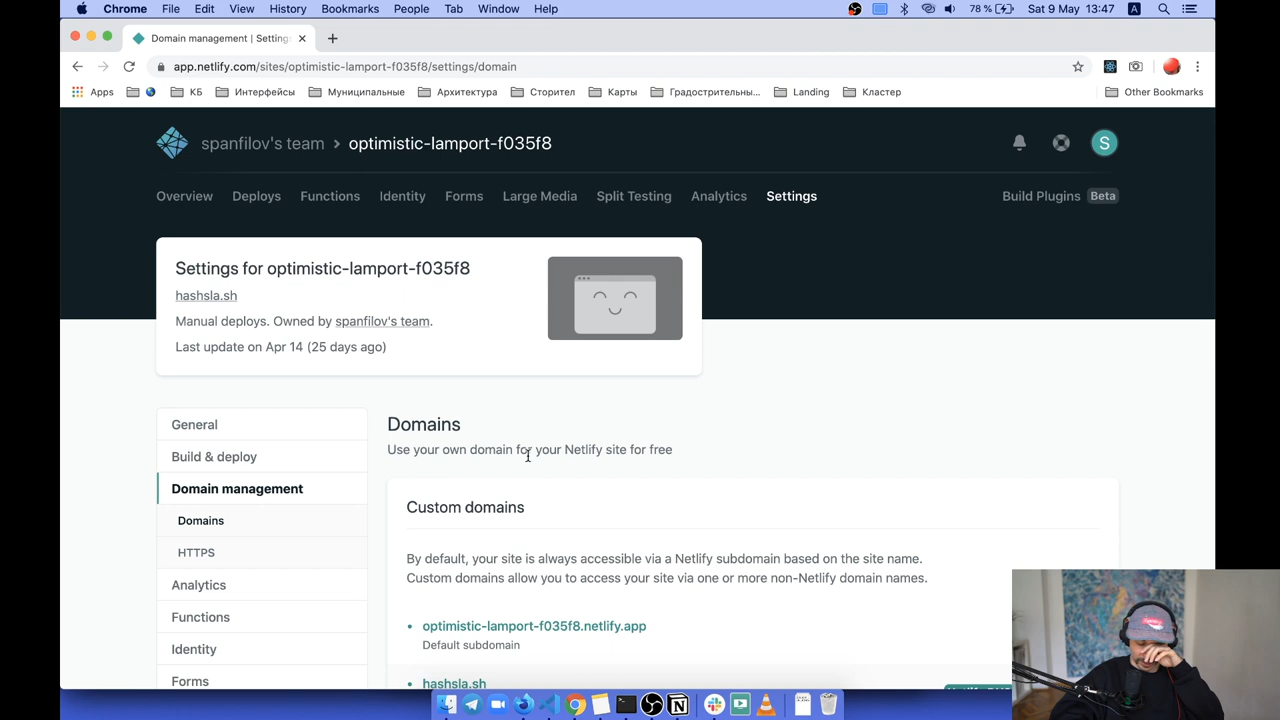 Chrome File Edit View History Bookmarks People Tab Window Help 78 % Sat 9 May 13:47 A
Domain management | Setting
app.netlify.com/sites/optimistic-lamport-f035f8/settings/domain
Apps КБ Интерфейсы Муниципальные Архитектура Сторител Карты Градострительны... Landing Кластер Other Bookmarks
spanfilov's team > optimistic-lamport-f035f8 S
Overview Deploys Functions Identity Forms Large Media Split Testing Analytics Settings Build Plugins Beta
Settings for optimistic-lamport-f035f8
hashsla.sh
Manual deploys. Owned by spanfilov's team.
Last update on Apr 14 (25 days ago)
General
Build & deploy
Domain management
Domains
HTTPS
Analytics
Functions
Identity
Forms
Domains
Use your own domain for your Netlify site for free
Custom domains
By default, your site is always accessible via a Netlify subdomain based on the site name.
Custom domains allow you to access your site via one or more non-Netlify domain names.
• optimistic-lamport-f035f8.netlify.app
Default subdomain
• hashsla.sh